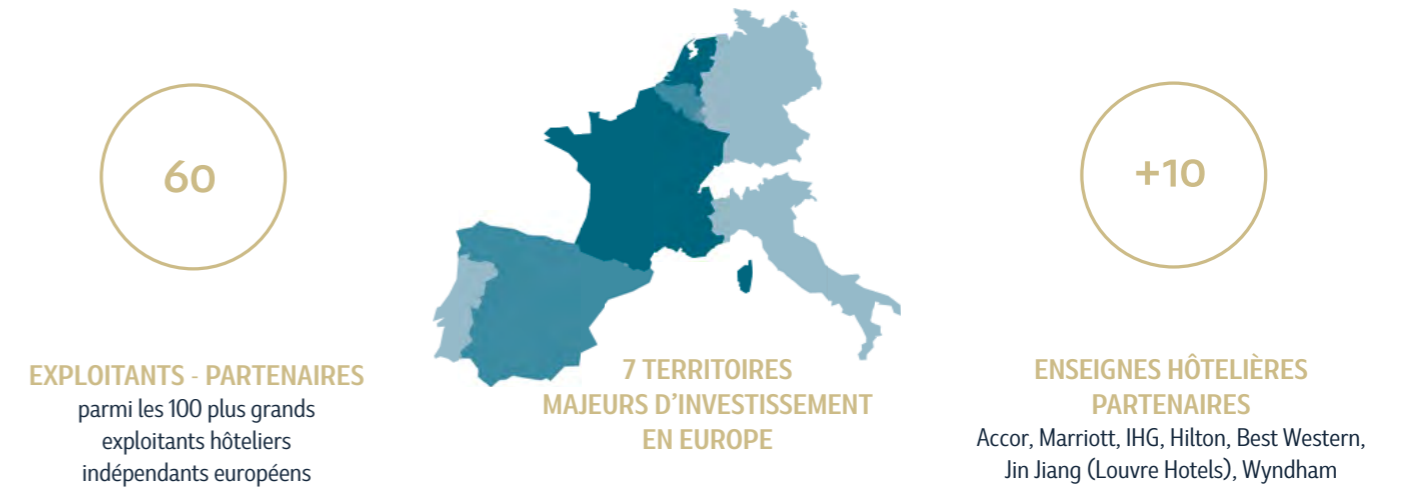 60
EXPLOITANTS - PARTENAIRES
parmi les 100 plus grands
exploitants hôteliers
indépendants européens
7 TERRITOIRES
MAJEURS D’INVESTISSEMENT
EN EUROPE
+10
ENSEIGNES HÔTELIÈRES
PARTENAIRES
Accor, Marriott, IHG, Hilton, Best Western,
Jin Jiang (Louvre Hotels), Wyndham